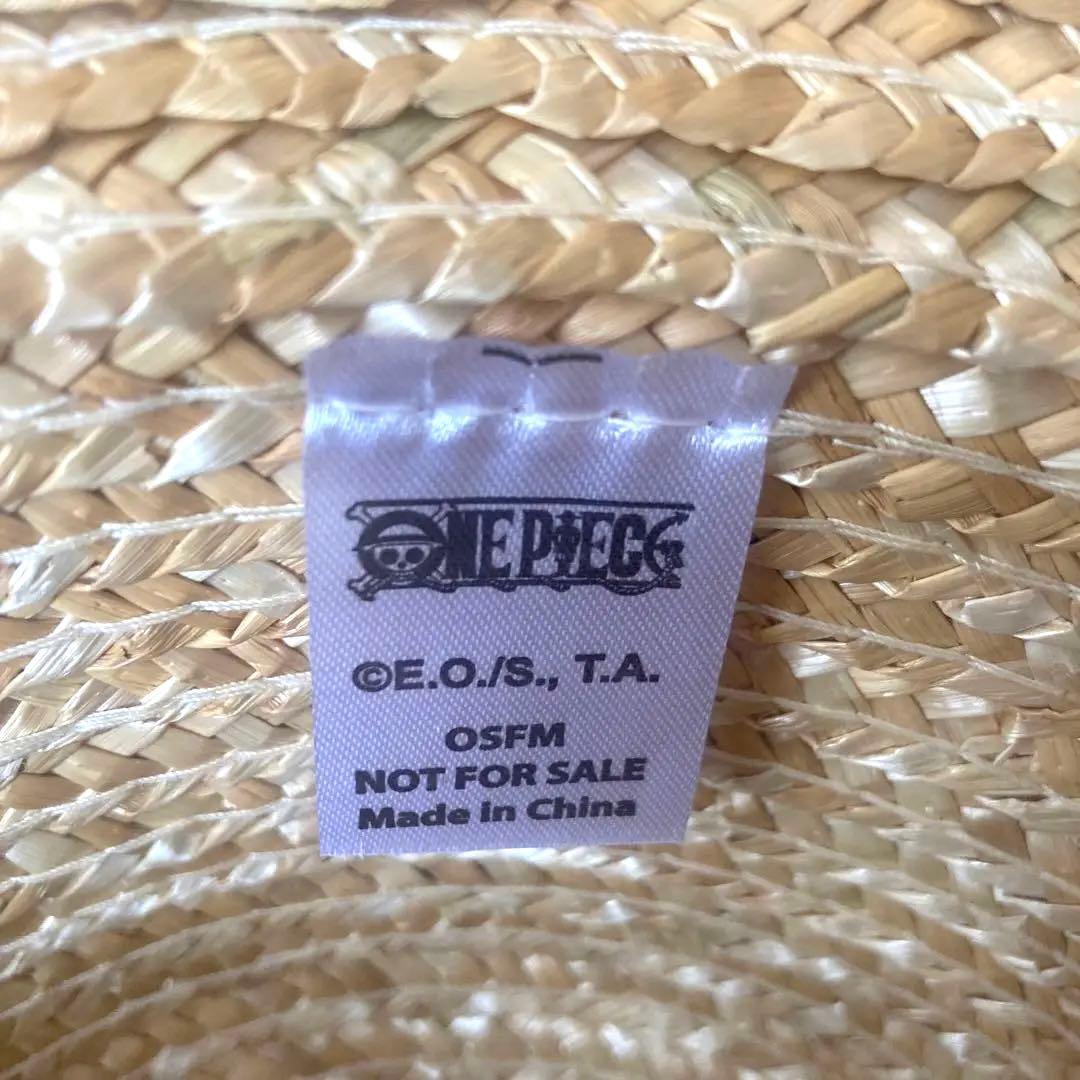 ONE PIECE
©E.O./S., T.A.
OSFM
NOT FOR SALE
Made in China